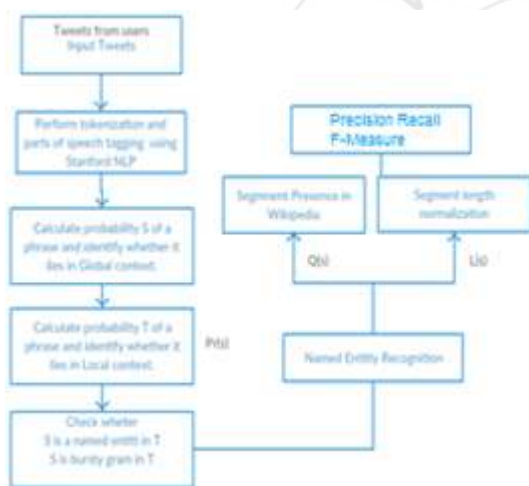 Tweets from users
Input Tweets
Perform tokenization and
parts of speech tagging using
Stanford NLP
Calculate probability S of a
phrase and identify whether it
lies in Global context.
Calculate probability T of a
phrase and identify whether it
lies in Local context.
Check wheter
S is a named entiti in T
S is bursty gram in T
Pr(s)
Precision Recall
F-Measure
Segment Presence in
Wikipedia
Segment length
normalization
Q(s)
L(s)
Named Entitiy Recognition